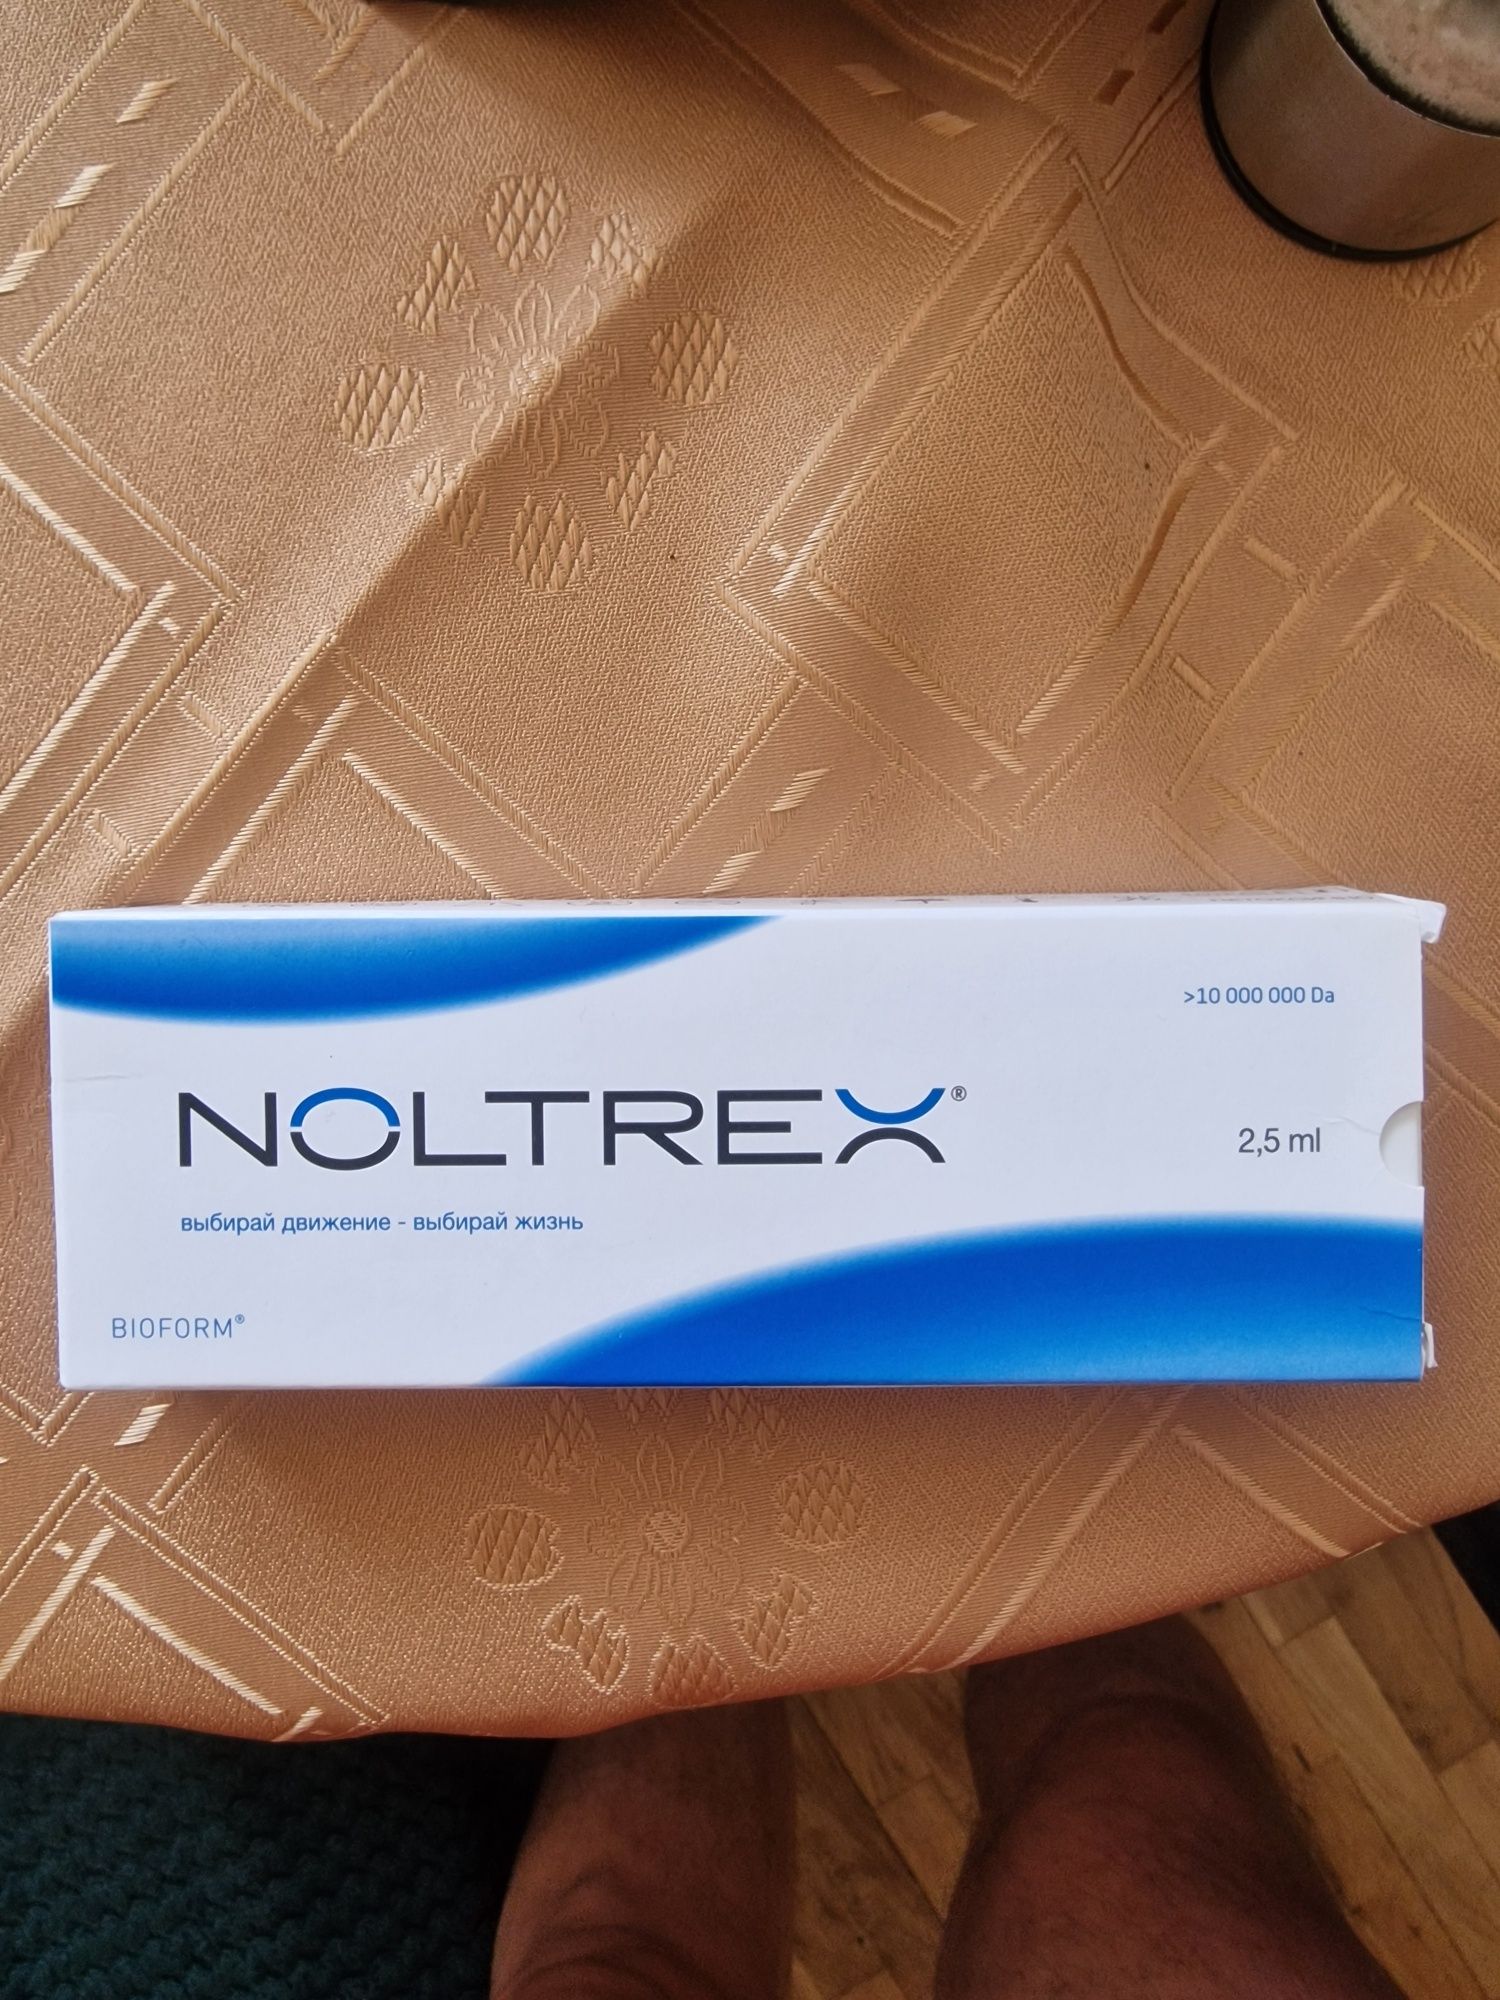 >10 000 000 Da
NOLTREX®
2,5 ml
выбирай движение - выбирай жизнь
BIOFORM®